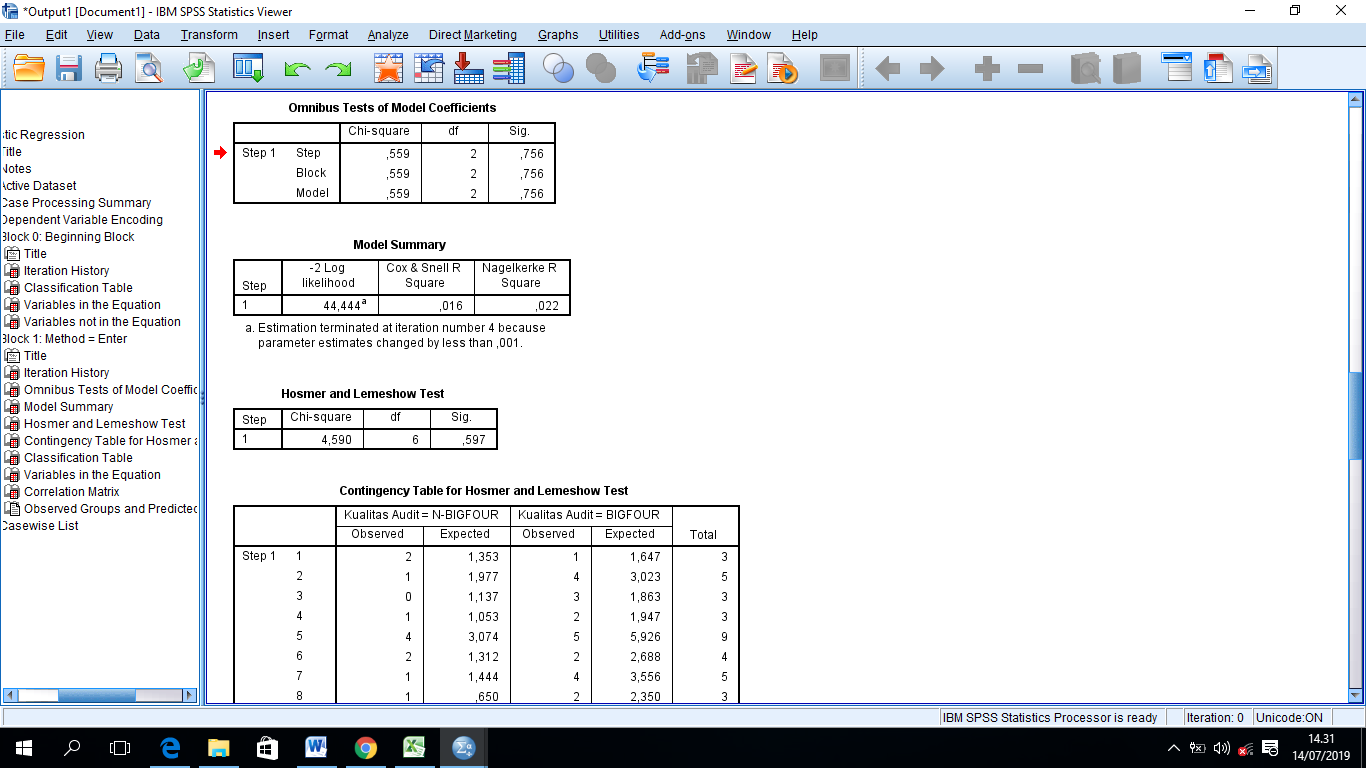 *Output1 [Document1] - IBM SPSS Statistics Viewer
File Edit View Data Transform Insert Format Analyze Direct Marketing Graphs Utilities Add-ons Window Help
stic Regression
Title
Notes
Active Dataset
Case Processing Summary
Dependent Variable Encoding
Block 0: Beginning Block
Title
Iteration History
Classification Table
Variables in the Equation
Variables not in the Equation
Block 1: Method = Enter
Title
Iteration History
Omnibus Tests of Model Coeffic
Model Summary
Hosmer and Lemeshow Test
Contingency Table for Hosmer a
Classification Table
Variables in the Equation
Correlation Matrix
Observed Groups and Predicted
Casewise List
Omnibus Tests of Model Coefficients
Chi-square df Sig.
Step 1 Step ,559 2 ,756
Block ,559 2 ,756
Model ,559 2 ,756
Model Summary
Step -2 Log likelihood Cox & Snell R Square Nagelkerke R Square
1 44,444a ,016 ,022
a. Estimation terminated at iteration number 4 because
parameter estimates changed by less than ,001.
Hosmer and Lemeshow Test
Step Chi-square df Sig.
1 4,590 6 ,597
Contingency Table for Hosmer and Lemeshow Test
Kualitas Audit = N-BIGFOUR Kualitas Audit = BIGFOUR
Observed Expected Observed Expected Total
Step 1 1 2 1,353 1 1,647 3
2 1 1,977 4 3,023 5
3 0 1,137 3 1,863 3
4 1 1,053 2 1,947 3
5 4 3,074 5 5,926 9
6 2 1,312 2 2,688 4
7 1 1,444 4 3,556 5
8 1 ,650 2 2,350 3
IBM SPSS Statistics Processor is ready Iteration: 0 Unicode:ON
14.31
14/07/2019